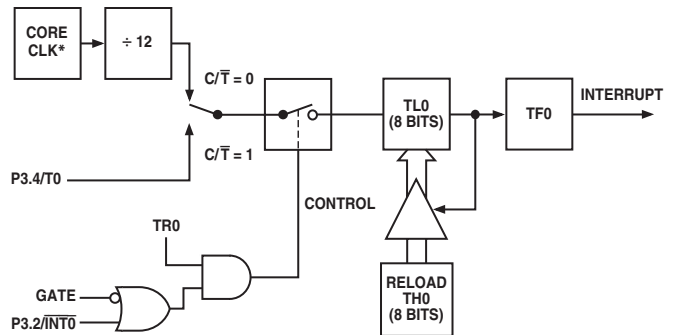 CORE
CLK*
÷ 12
C/T̅ = 0
TL0
(8 BITS)
TF0
INTERRUPT
C/T̅ = 1
P3.4/T0
CONTROL
TR0
RELOAD
TH0
(8 BITS)
GATE
P3.2/I̅N̅T̅0̅